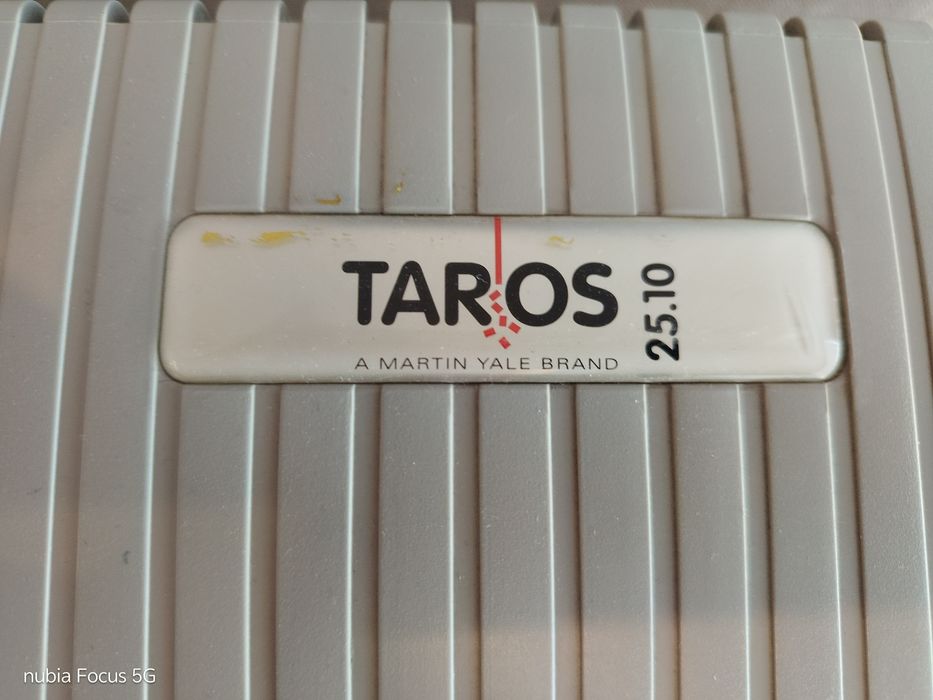 TAROS
25.10
A MARTIN YALE BRAND
nubia Focus 5G